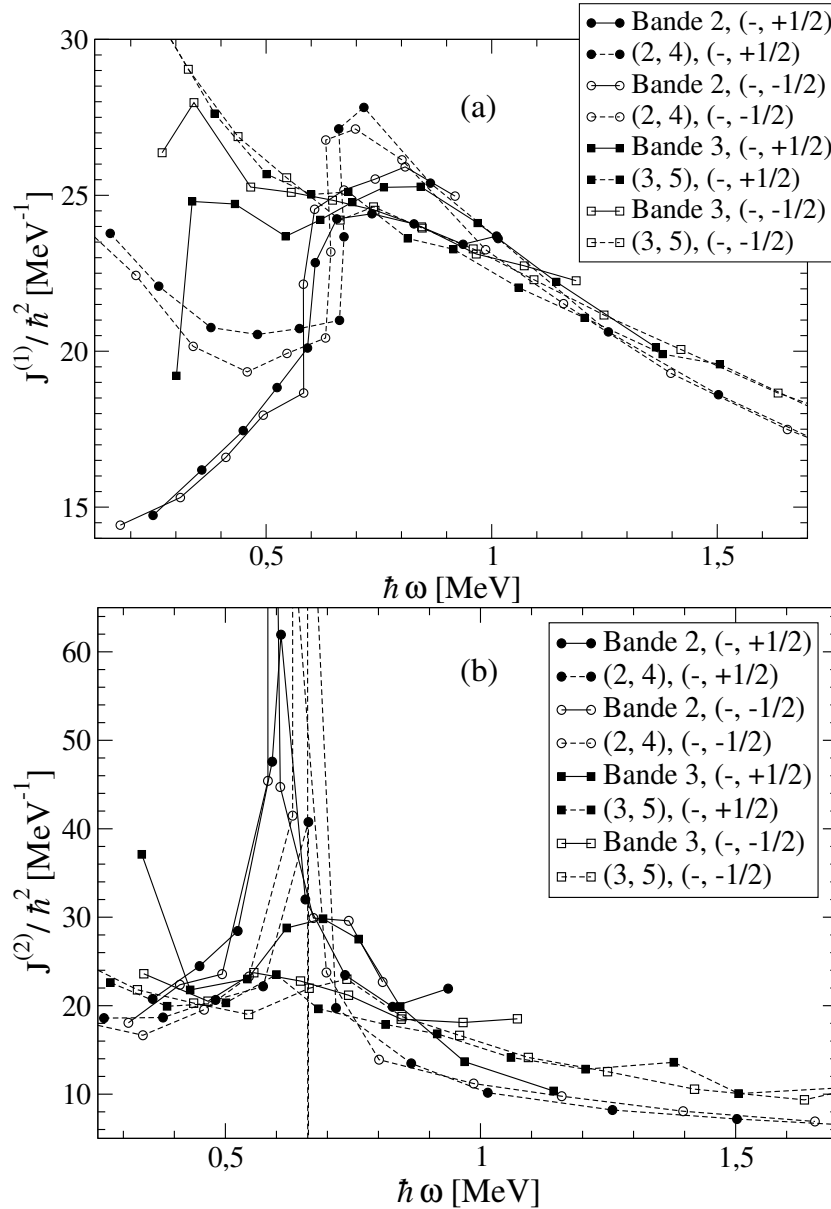 30
25
20
15
J^(1)/ħ^2 [MeV^-1]
(a)
Bande 2, (-, +1/2)
(2, 4), (-, +1/2)
Bande 2, (-, -1/2)
(2, 4), (-, -1/2)
Bande 3, (-, +1/2)
(3, 5), (-, +1/2)
Bande 3, (-, -1/2)
(3, 5), (-, -1/2)
0,5
1
1,5
ħ ω [MeV]
60
50
40
30
20
10
J^(2)/ħ^2 [MeV^-1]
(b)
Bande 2, (-, +1/2)
(2, 4), (-, +1/2)
Bande 2, (-, -1/2)
(2, 4), (-, -1/2)
Bande 3, (-, +1/2)
(3, 5), (-, +1/2)
Bande 3, (-, -1/2)
(3, 5), (-, -1/2)
0,5
1
1,5
ħ ω [MeV]